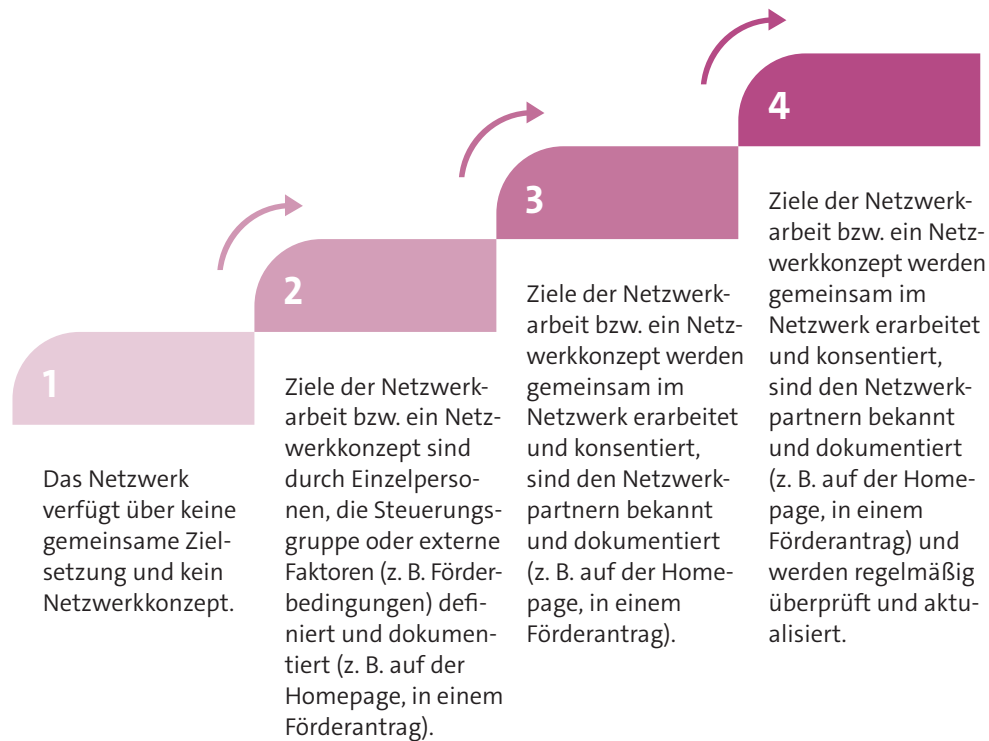 1
Das Netzwerk
verfügt über keine
gemeinsame Ziel-
setzung und kein
Netzwerkkonzept.
2
Ziele der Netzwerk-
arbeit bzw. ein Netz-
werkkonzept sind
durch Einzelperso-
nen, die Steuerungs-
gruppe oder externe
Faktoren (z. B. Förder-
bedingungen) defi-
niert und dokumen-
tiert (z. B. auf der
Homepage, in einem
Förderantrag).
3
Ziele der Netzwerk-
arbeit bzw. ein Netz-
werkkonzept werden
gemeinsam im
Netzwerk erarbeitet
und konsentiert,
sind den Netzwerk-
partnern bekannt
und dokumentiert
(z. B. auf der Home-
page, in einem
Förderantrag).
4
Ziele der Netzwerk-
arbeit bzw. ein Netz-
werkkonzept werden
gemeinsam im
Netzwerk erarbeitet
und konsentiert,
sind den Netzwerk-
partnern bekannt
und dokumentiert
(z. B. auf der Home-
page, in einem
Förderantrag) und
werden regelmäßig
überprüft und aktu-
alisiert.